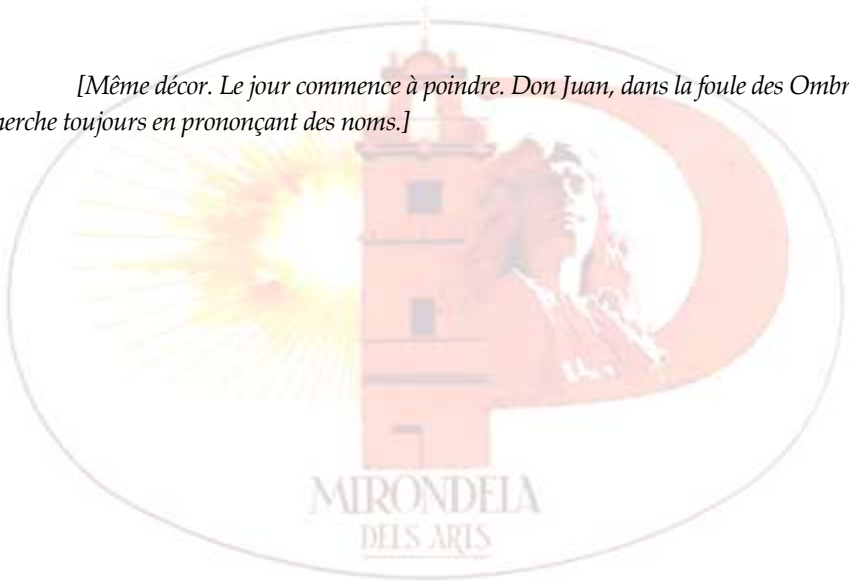 [Même décor. Le jour commence à poindre. Don Juan, dans la foule des Ombr
herche toujours en prononçant des noms.]
MIRONDELA
DELS ARTS